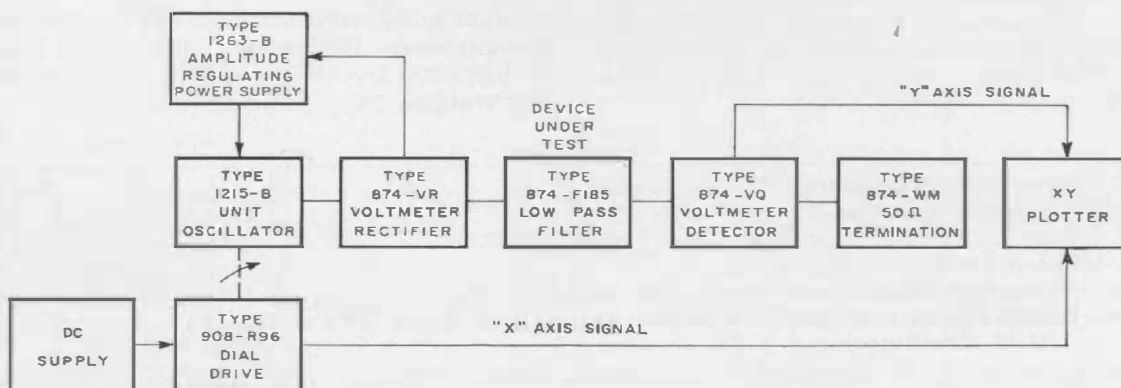 TYPE
1263-B
AMPLITUDE
REGULATING
POWER SUPPLY
"Y" AXIS SIGNAL
DEVICE
UNDER
TEST
TYPE
1215-B
UNIT
OSCILLATOR
TYPE
874-VR
VOLTMETER
RECTIFIER
TYPE
874-F185
LOW PASS
FILTER
TYPE
874-VQ
VOLTMETER
DETECTOR
TYPE
874-WM
50Ω
TERMINATION
XY
PLOTTER
DC
SUPPLY
TYPE
908-R96
DIAL
DRIVE
"X" AXIS SIGNAL